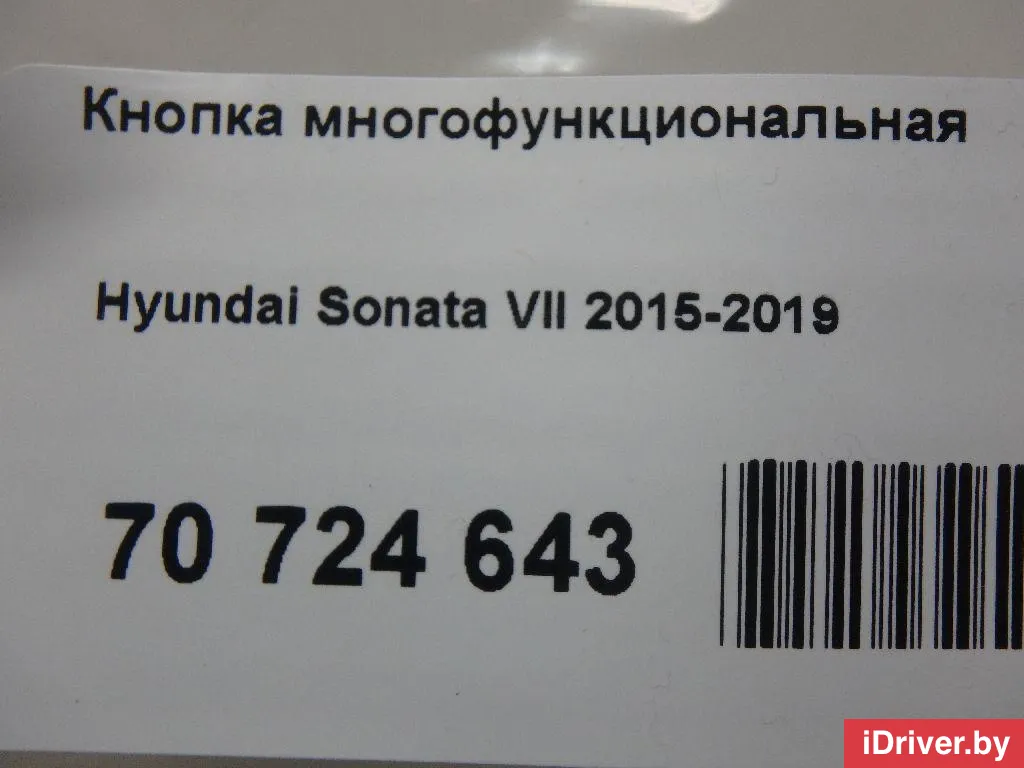 Кнопка многофункциональная
Hyundai Sonata VII 2015-2019
70 724 643
iDriver.by